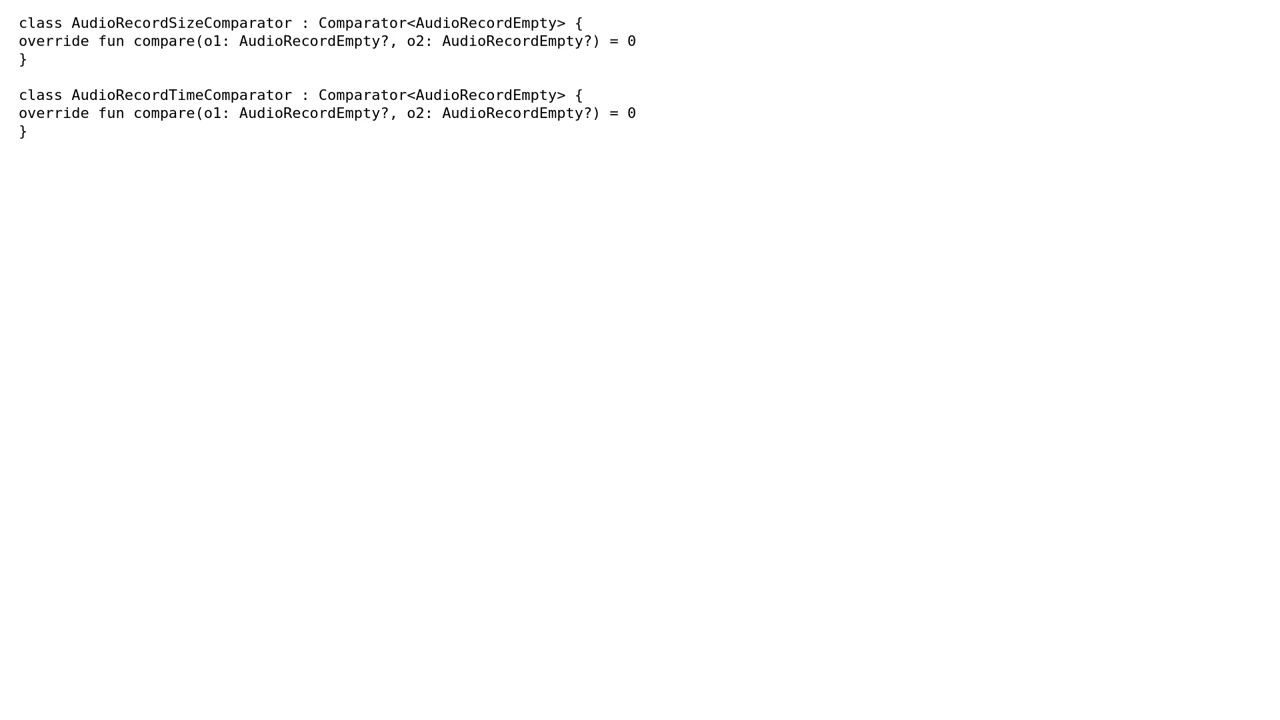 class AudioRecordSizeComparator : Comparator<AudioRecordEmpty> {
override fun compare(o1: AudioRecordEmpty?, o2: AudioRecordEmpty?) = 0
}

class AudioRecordTimeComparator : Comparator<AudioRecordEmpty> {
override fun compare(o1: AudioRecordEmpty?, o2: AudioRecordEmpty?) = 0
}